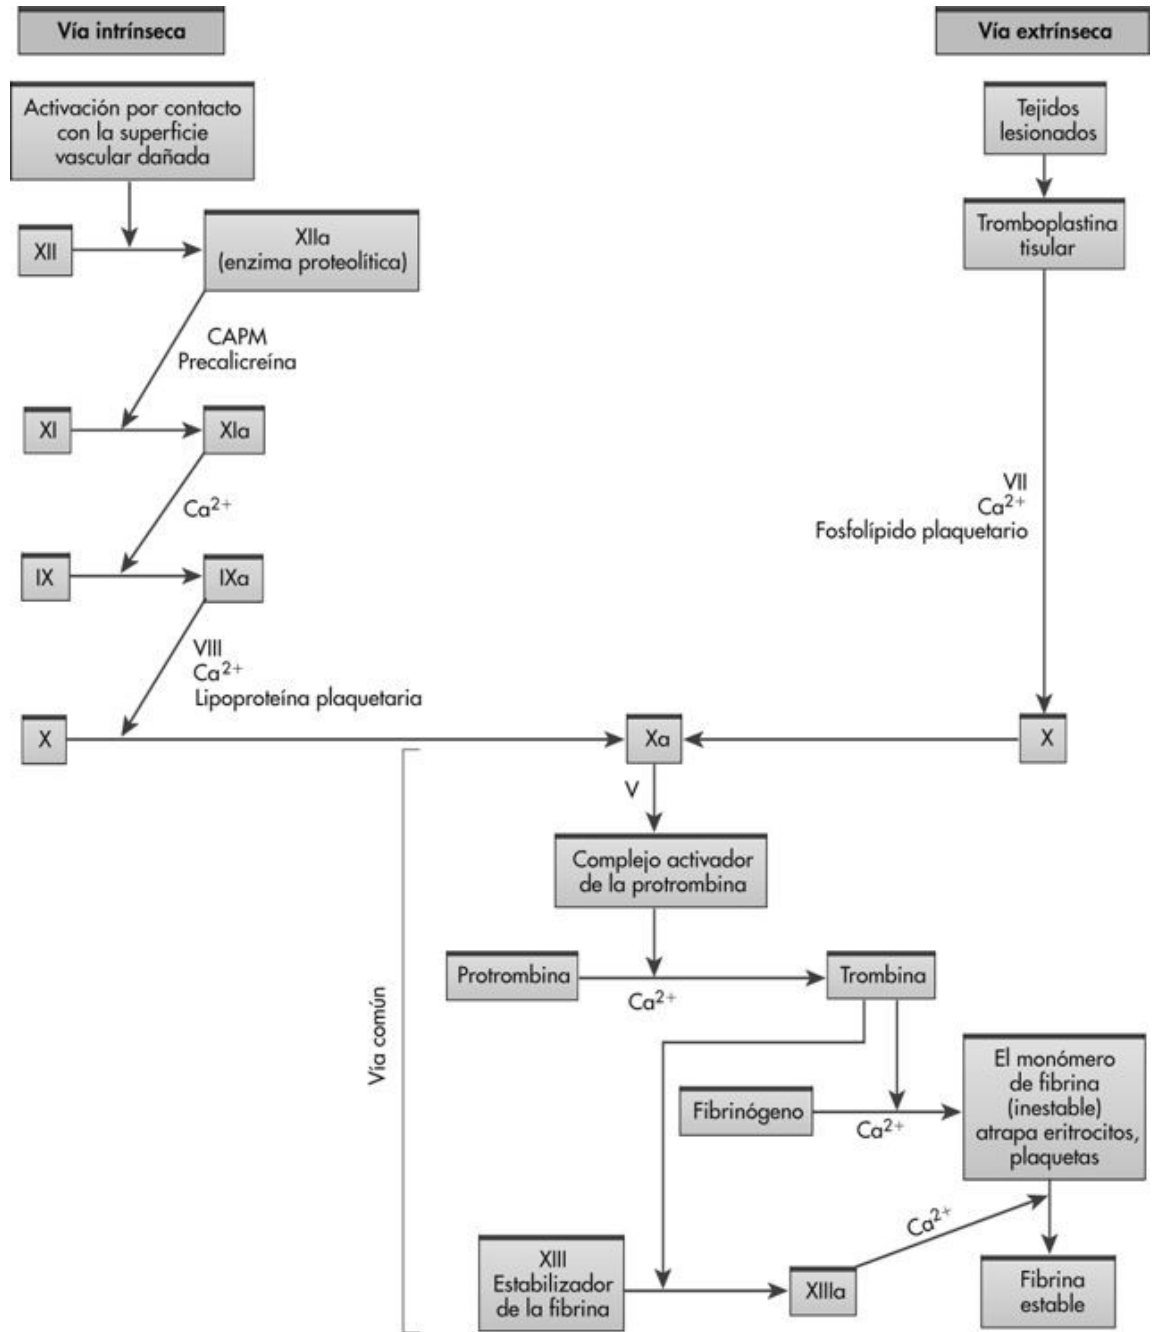 Vía intrínseca
Vía extrínseca
Activación por contacto
con la superficie
vascular dañada
Tejidos
lesionados
XII
XIIa
(enzima proteolítica)
Tromboplastina
tisular
CAPM
Precalicreína
XI
XIa
Ca²⁺
VII
Ca²⁺
Fosfolípido plaquetario
IX
IXa
VIII
Ca²⁺
Lipoproteína plaquetaria
X
Xa
X
V
Complejo activador
de la protrombina
Protrombina
Ca²⁺
Trombina
Vía común
Fibrinógeno
Ca²⁺
El monómero
de fibrina
(inestable)
atrapa eritrocitos,
plaquetas
Ca²⁺
XIII
Estabilizador
de la fibrina
XIIIa
Fibrina
estable